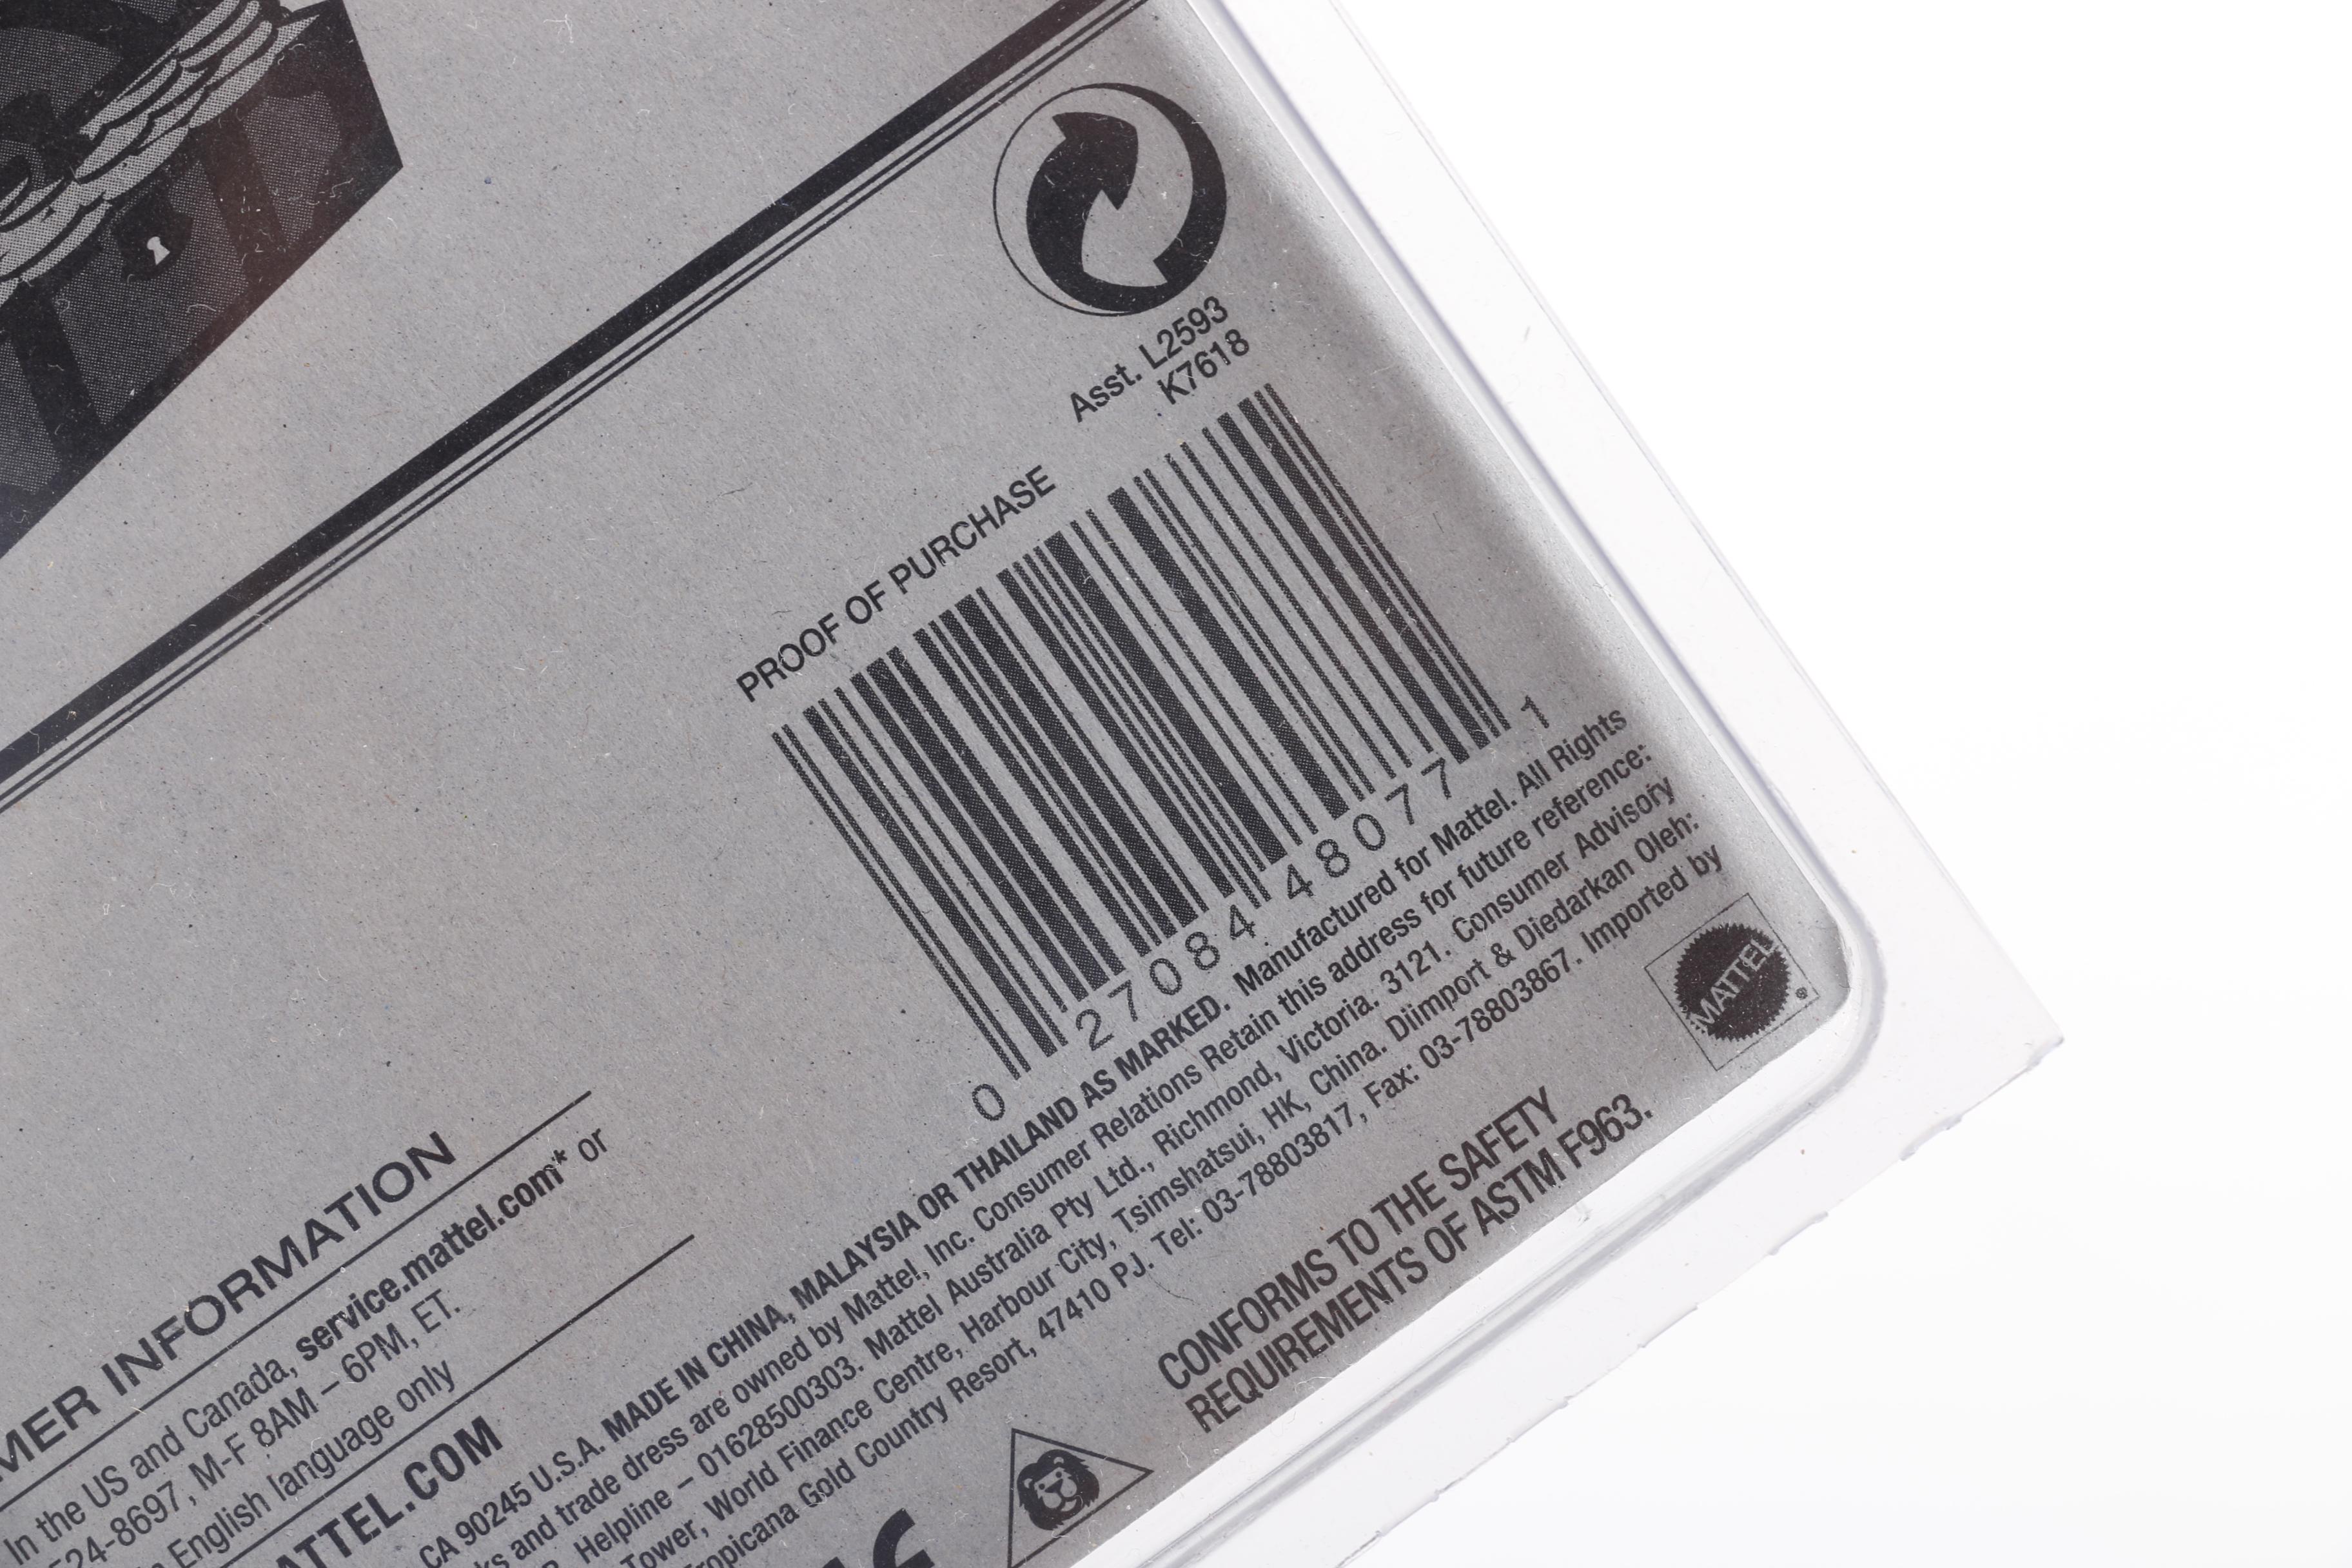 Asst. L2593
K7618
PROOF OF PURCHASE
0 27084 48077 1
MER INFORMATION
In the US and Canada, service.mattel.com* or
524-8697, M-F 8AM – 6PM, ET.
English language only
ATTEL.COM
CA 90245 U.S.A. MADE IN CHINA, MALAYSIA OR THAILAND AS MARKED. Manufactured for Mattel. All Rights
and trade dress are owned by Mattel, Inc. Consumer Relations Retain this address for future reference:
Helpline – 01628500303. Mattel Australia Pty Ltd., Richmond, Victoria. 3121. Consumer Advisory
Tower, World Finance Centre, Harbour City, Tsimshatsui, HK, China. Diimport & Diedarkan Oleh:
Tropicana Gold Country Resort, 47410 PJ. Tel: 03-78803817, Fax: 03-78803867. Imported by
MATTEL®
CONFORMS TO THE SAFETY
REQUIREMENTS OF ASTM F963.